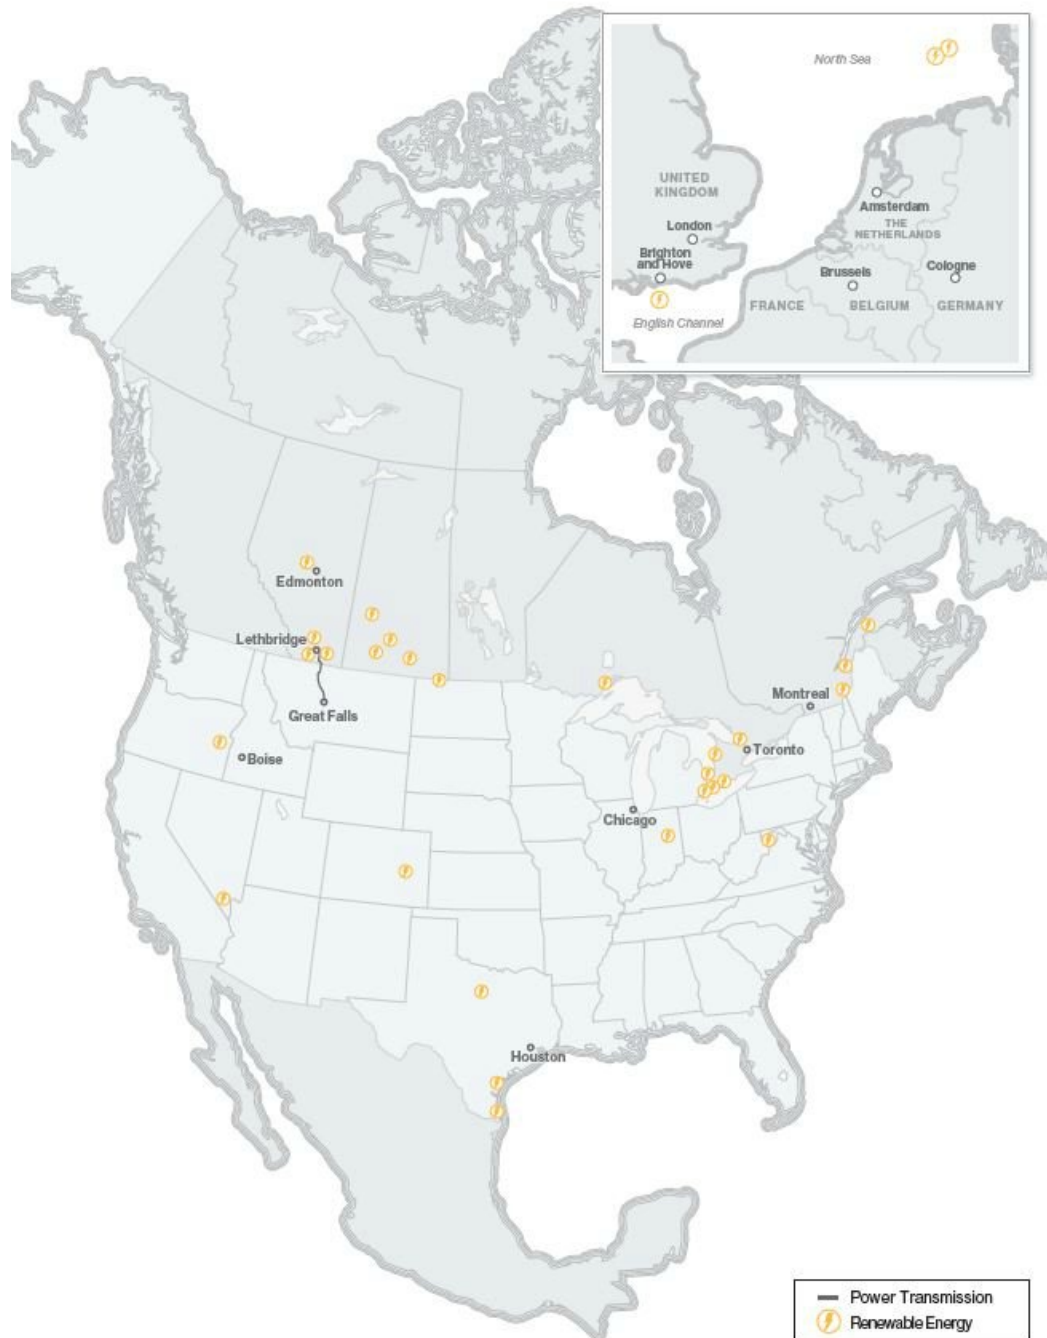 North Sea
UNITED
KINGDOM
Amsterdam
THE
NETHERLANDS
London
Brighton
and Hove
Brussels
Cologne
FRANCE
BELGIUM
GERMANY
English Channel
Edmonton
Lethbridge
Great Falls
Montreal
Boise
Toronto
Chicago
Houston
Power Transmission
Renewable Energy